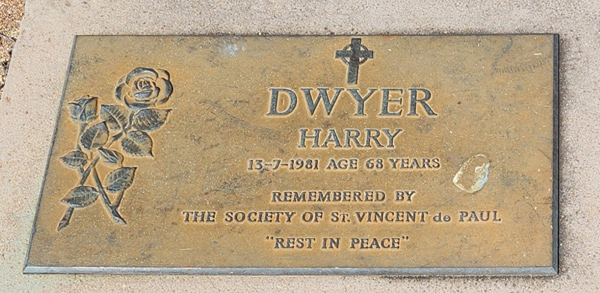 DWYER
HARRY
13-7-1981 AGE 68 YEARS
REMEMBERED BY
THE SOCIETY OF ST. VINCENT de PAUL
"REST IN PEACE"